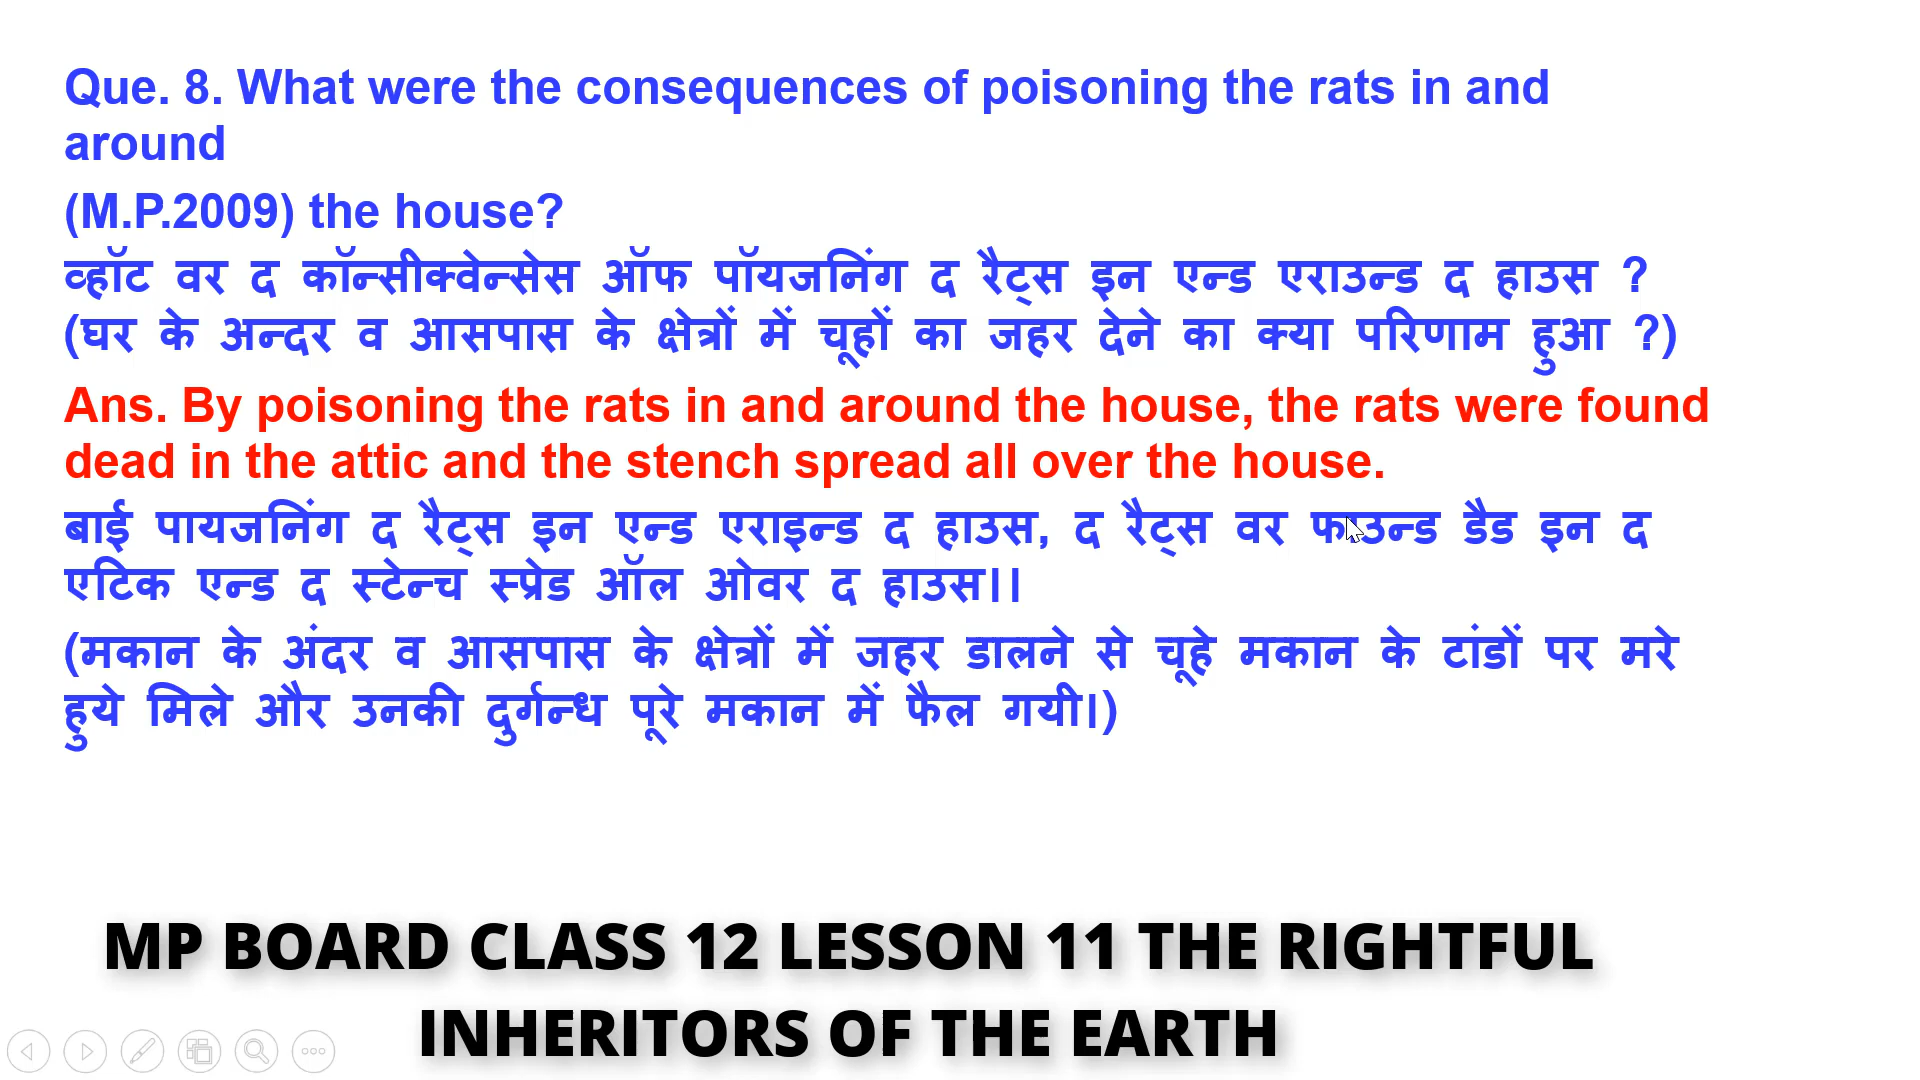 Que. 8. What were the consequences of poisoning the rats in and
around
(M.P.2009) the house?
व्हॉट वर द कॉन्सीक्वेन्सेस ऑफ पॉयजनिंग द रैट्स इन एन्ड एराउन्ड द हाउस ?
(घर के अन्दर व आसपास के क्षेत्रों में चूहों का जहर देने का क्या परिणाम हुआ ?)
Ans. By poisoning the rats in and around the house, the rats were found
dead in the attic and the stench spread all over the house.
बाई पायजनिंग द रैट्स इन एन्ड एराइन्ड द हाउस, द रैट्स वर फाउन्ड डैड इन द
एटिक एन्ड द स्टेन्च स्प्रेड ऑल ओवर द हाउस।।
(मकान के अंदर व आसपास के क्षेत्रों में जहर डालने से चूहे मकान के टांडों पर मरे
हुये मिले और उनकी दुर्गन्ध पूरे मकान में फैल गयी।)
MP BOARD CLASS 12 LESSON 11 THE RIGHTFUL
INHERITORS OF THE EARTH